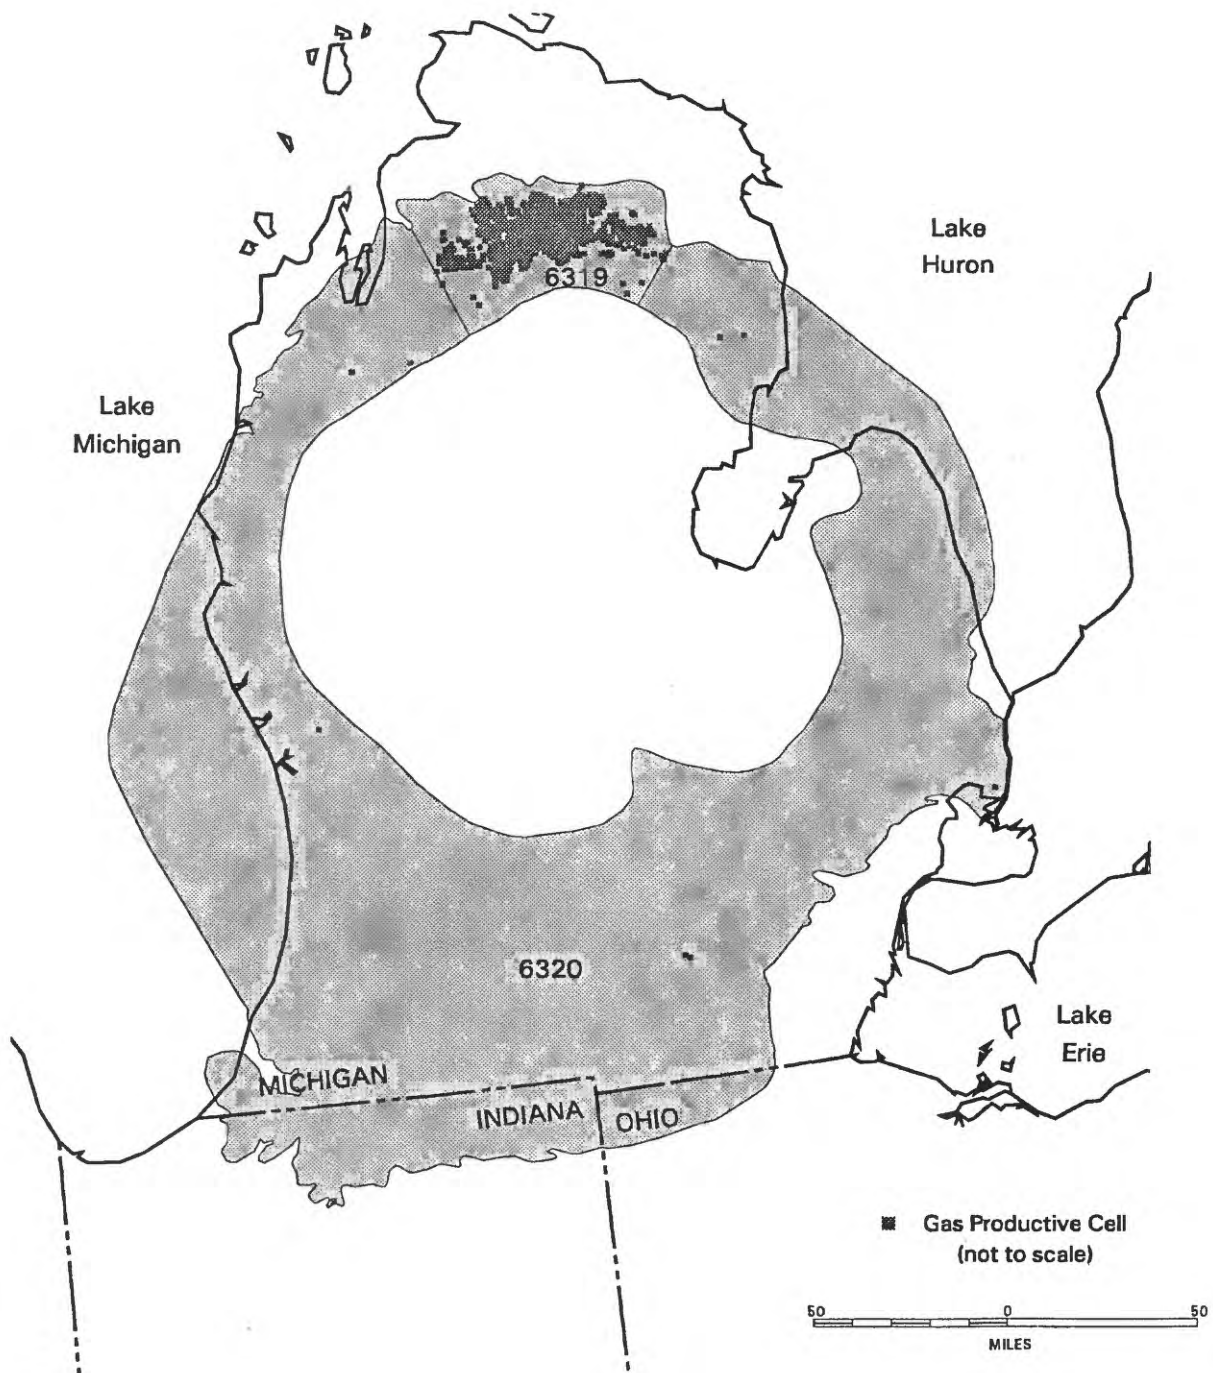 Lake
Huron
6319
Lake
Michigan
6320
Lake
Erie
MICHIGAN
INDIANA
OHIO
Gas Productive Cell
(not to scale)
50 0 50
MILES